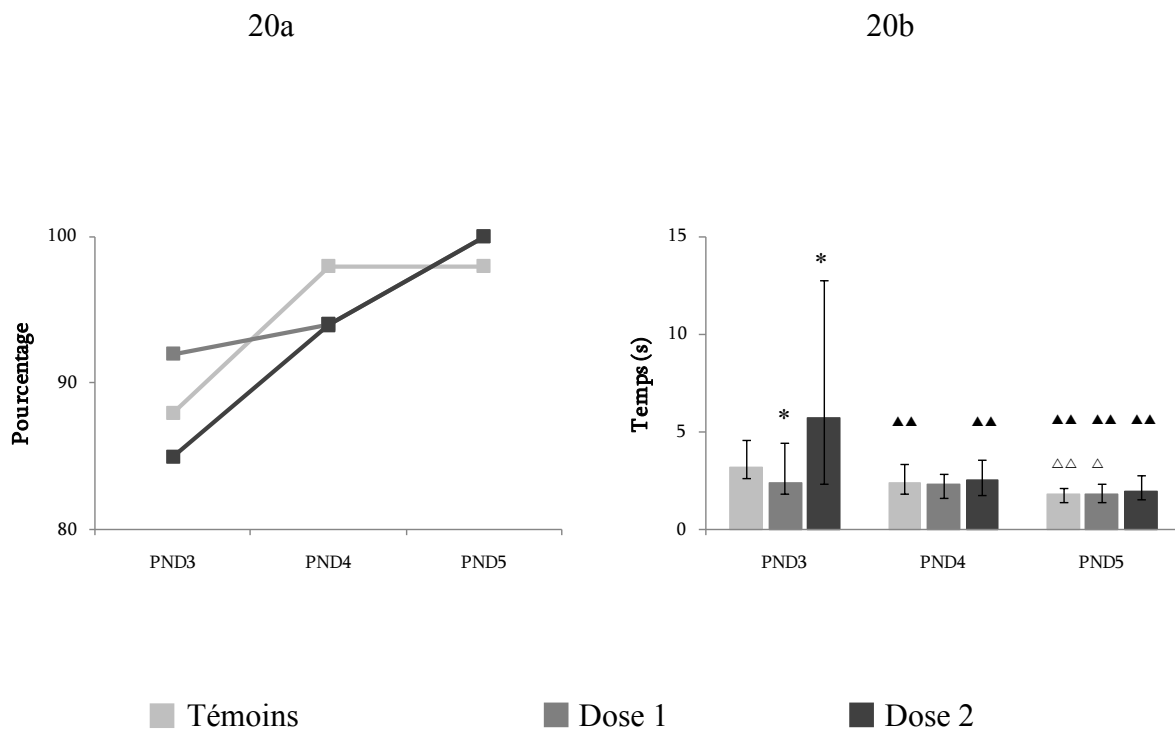 20a
20b
100
90
80
Pourcentage
PND3 PND4 PND5
15
10
5
0
Temps (s)
*
*
▲▲ ▲▲
▲▲ ▲▲ ▲▲
△△ △
PND3 PND4 PND5
Témoins Dose 1 Dose 2